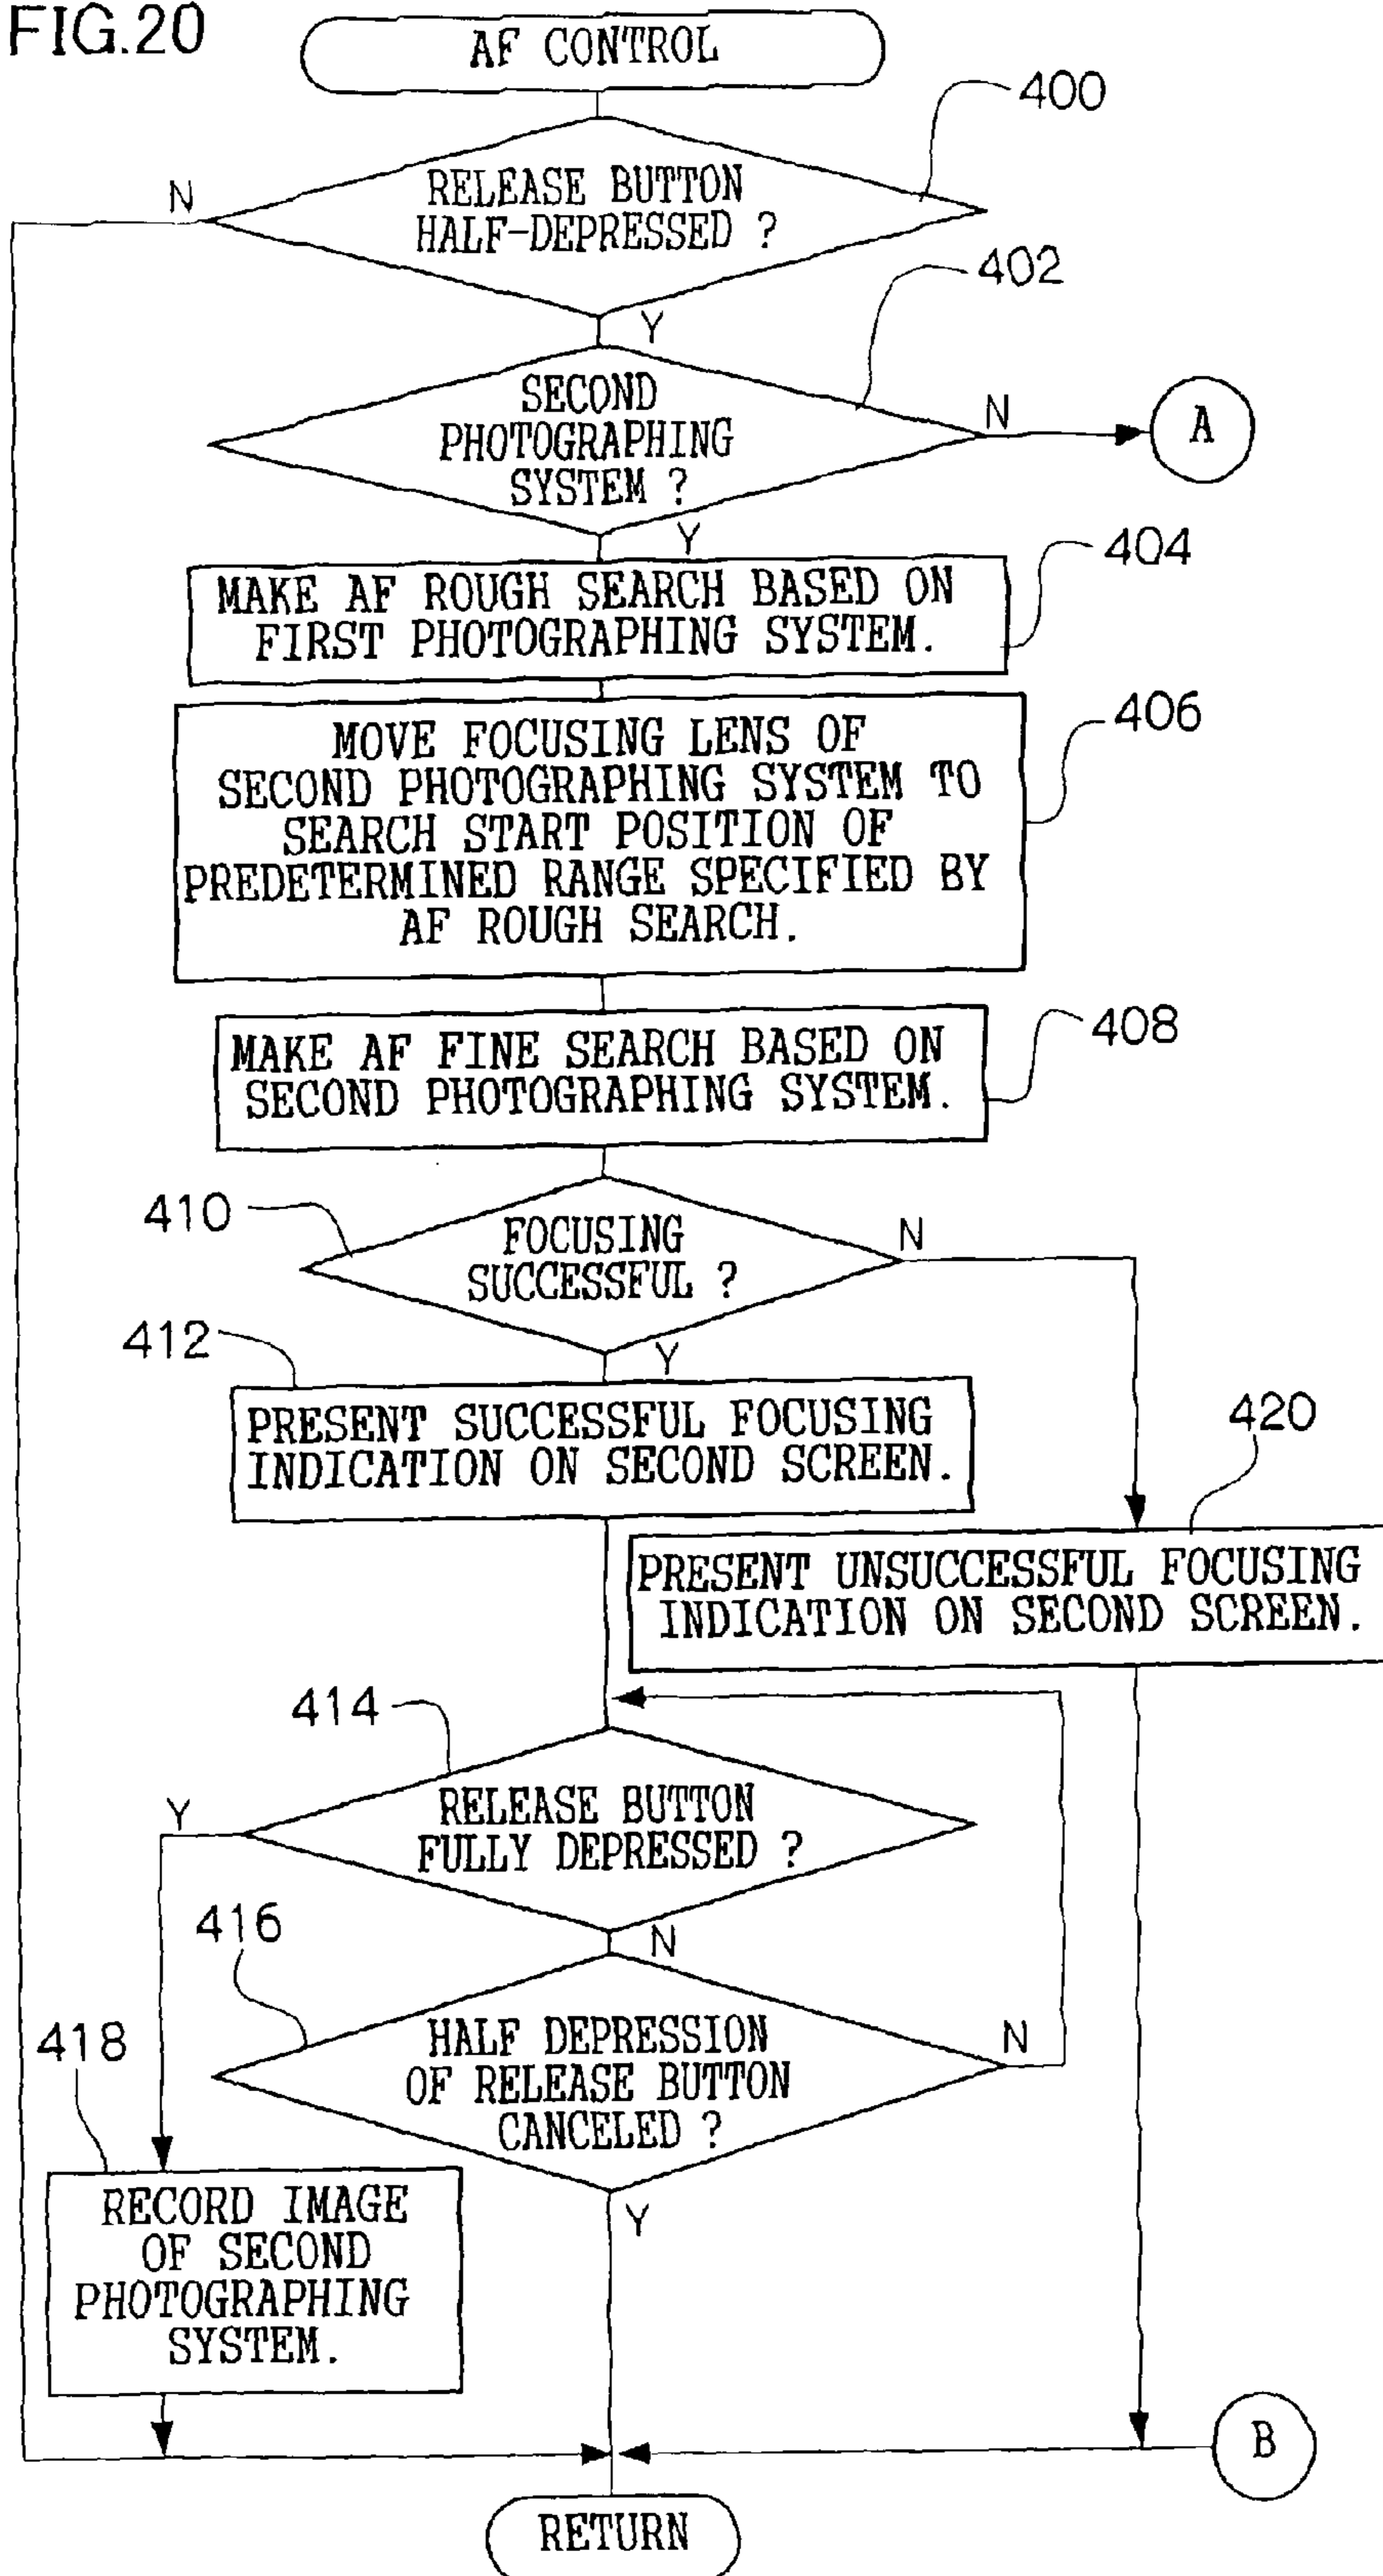 FIG.20
AF CONTROL
400
RELEASE BUTTON
HALF-DEPRESSED ?
N
Y
402
SECOND
PHOTOGRAPHING
SYSTEM ?
N
A
Y
404
MAKE AF ROUGH SEARCH BASED ON
FIRST PHOTOGRAPHING SYSTEM.
406
MOVE FOCUSING LENS OF
SECOND PHOTOGRAPHING SYSTEM TO
SEARCH START POSITION OF
PREDETERMINED RANGE SPECIFIED BY
AF ROUGH SEARCH.
408
MAKE AF FINE SEARCH BASED ON
SECOND PHOTOGRAPHING SYSTEM.
410
FOCUSING
SUCCESSFUL ?
N
Y
412
PRESENT SUCCESSFUL FOCUSING
INDICATION ON SECOND SCREEN.
420
PRESENT UNSUCCESSFUL FOCUSING
INDICATION ON SECOND SCREEN.
414
RELEASE BUTTON
FULLY DEPRESSED ?
Y
N
416
HALF DEPRESSION
OF RELEASE BUTTON
CANCELED ?
N
Y
418
RECORD IMAGE
OF SECOND
PHOTOGRAPHING
SYSTEM.
B
RETURN